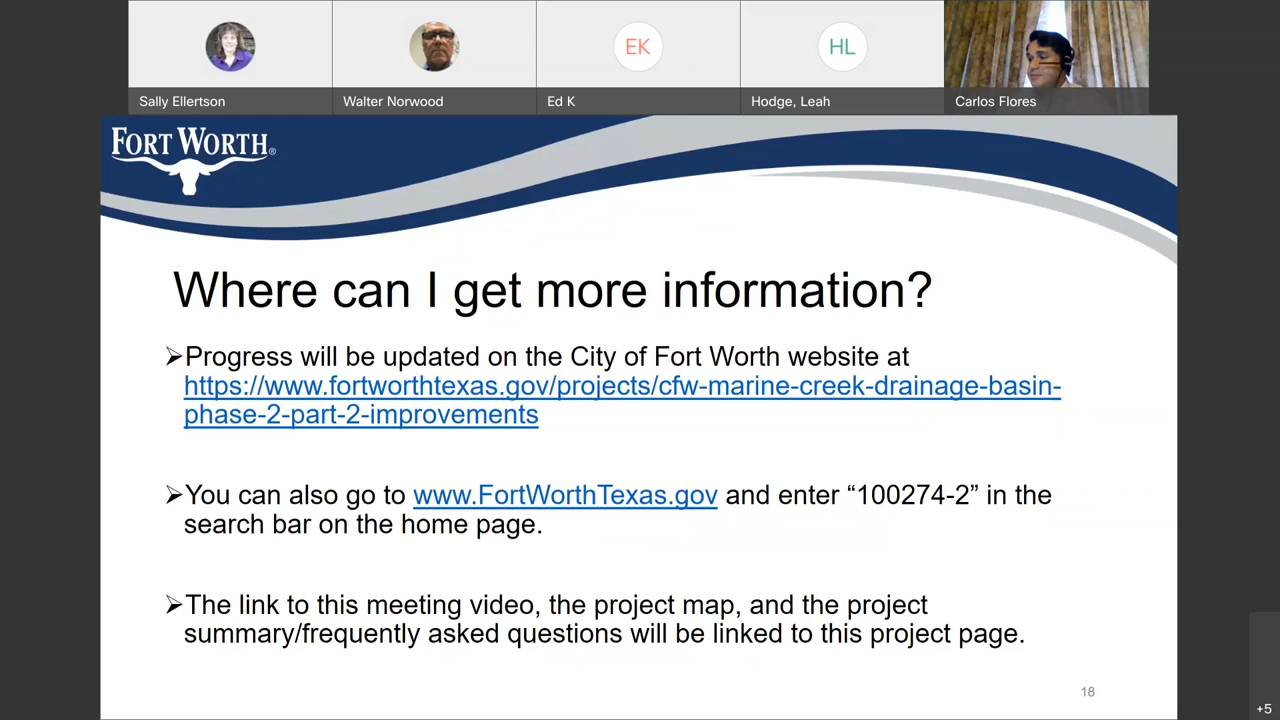 EK
HL
Sally Ellertson
Walter Norwood
Ed K
Hodge, Leah
Carlos Flores
FORT WORTH®
Where can I get more information?
➢Progress will be updated on the City of Fort Worth website at
https://www.fortworthtexas.gov/projects/cfw-marine-creek-drainage-basin-
phase-2-part-2-improvements
➢You can also go to www.FortWorthTexas.gov and enter “100274-2” in the
search bar on the home page.
➢The link to this meeting video, the project map, and the project
summary/frequently asked questions will be linked to this project page.
18
+5